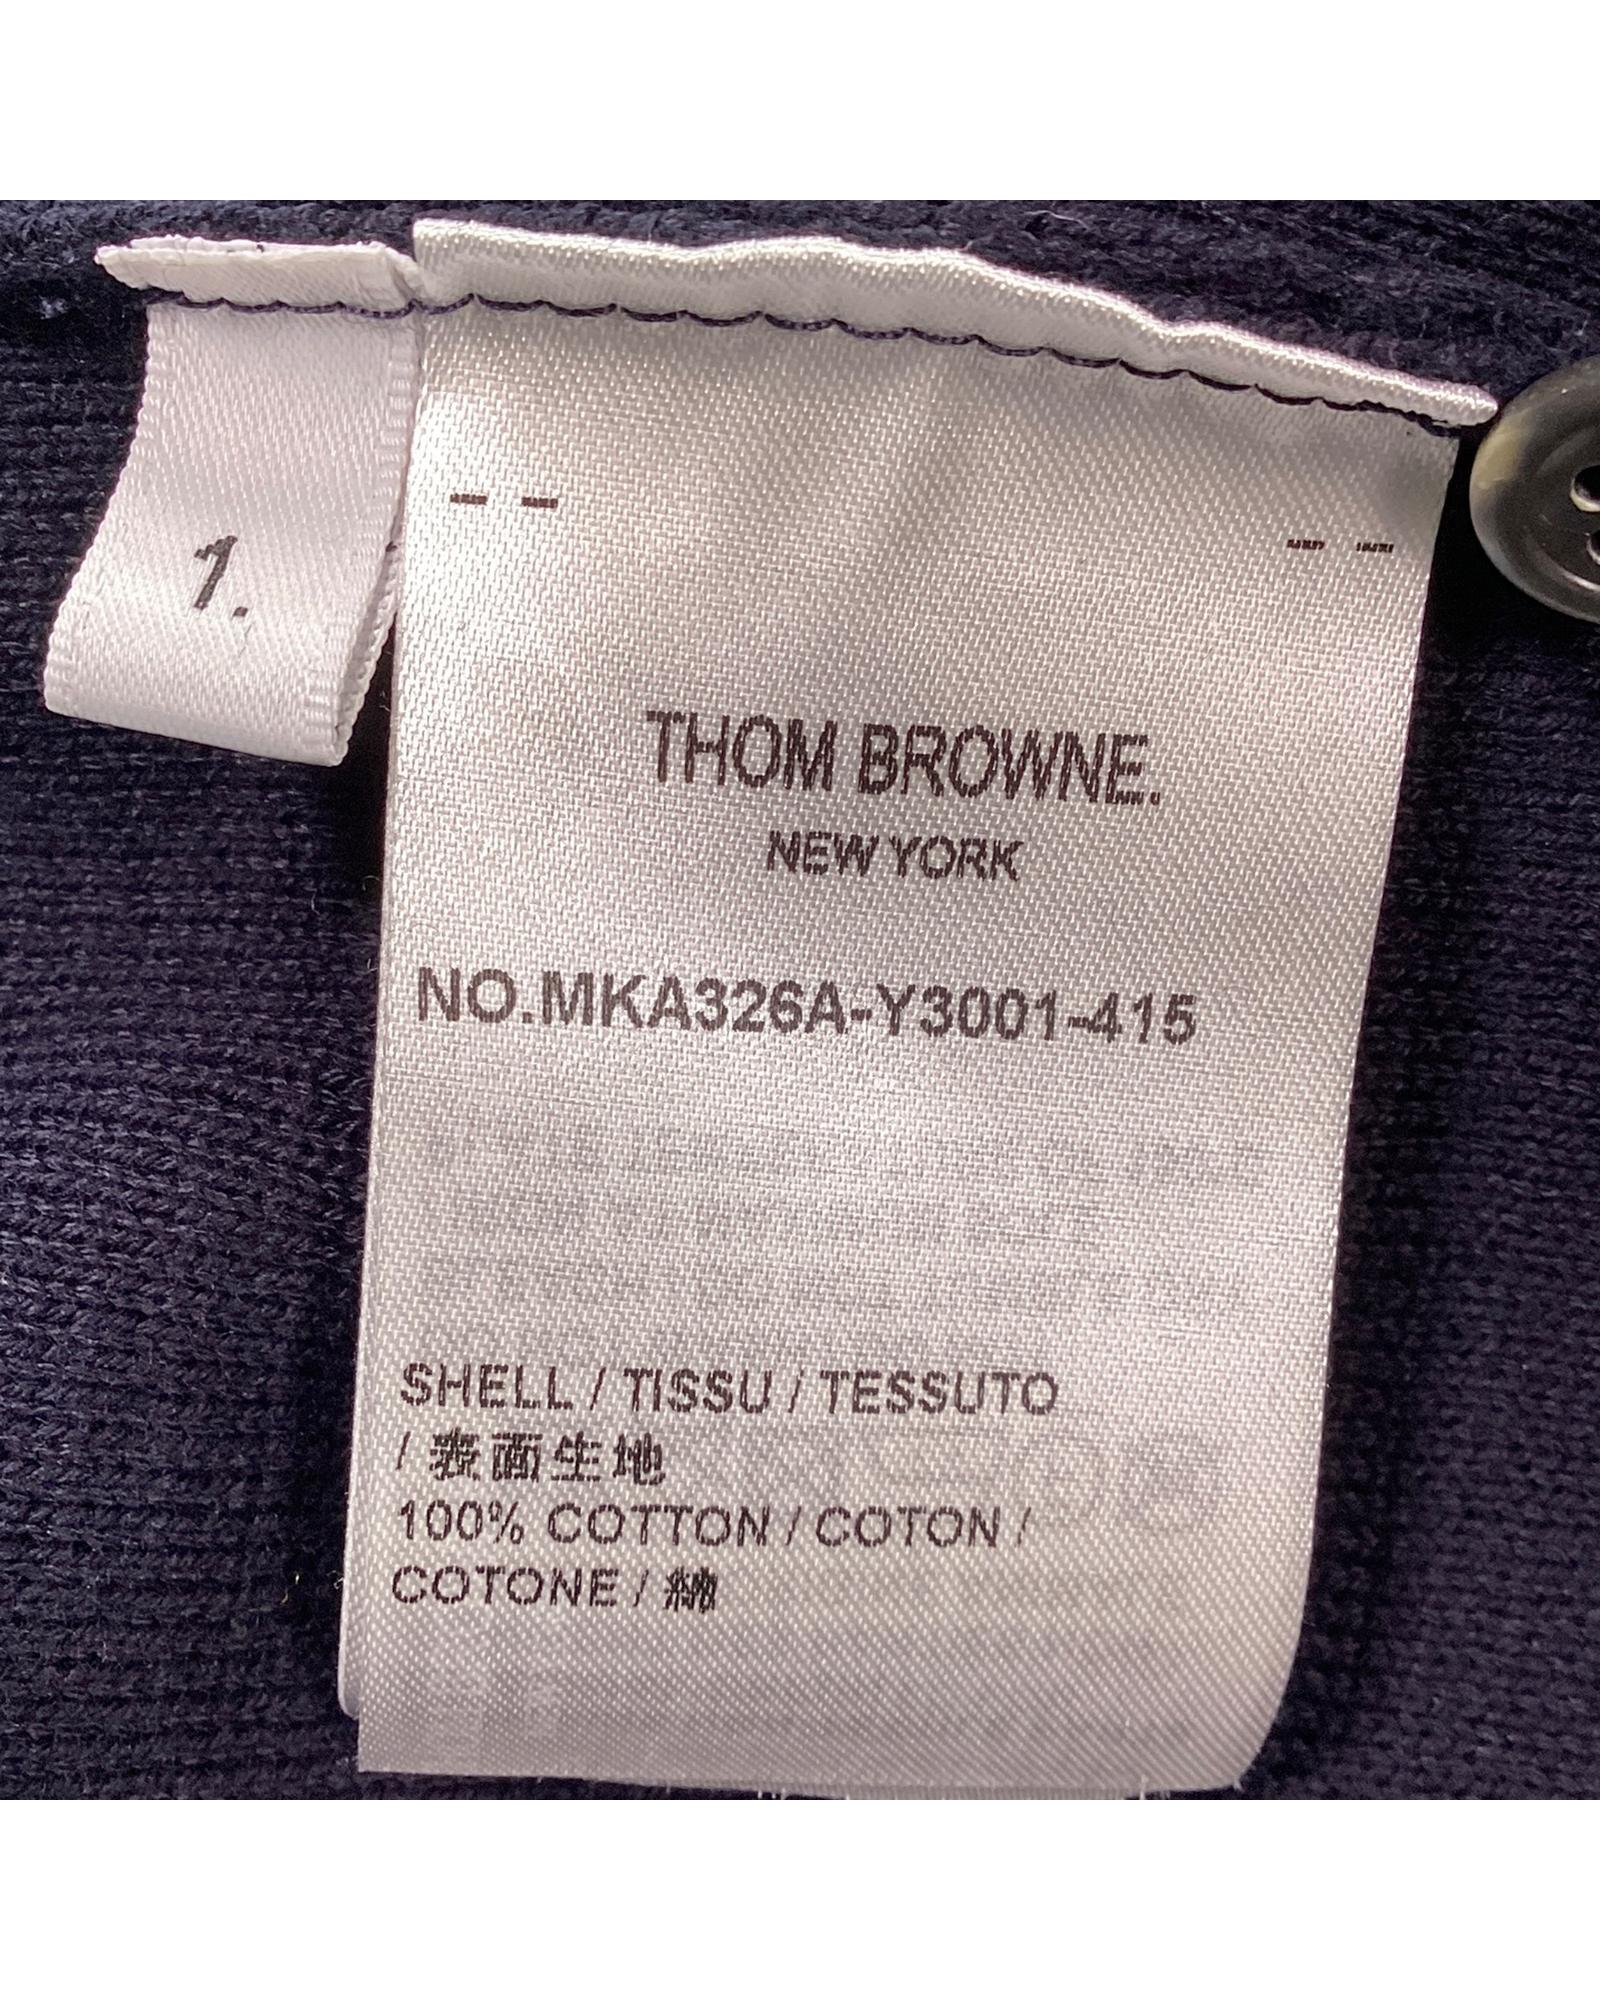 1.
THOM BROWNE.
NEW YORK
NO.MKA326A-Y3001-415
SHELL / TISSU / TESSUTO
/ 表面生地
100% COTTON / COTON /
COTONE / 綿